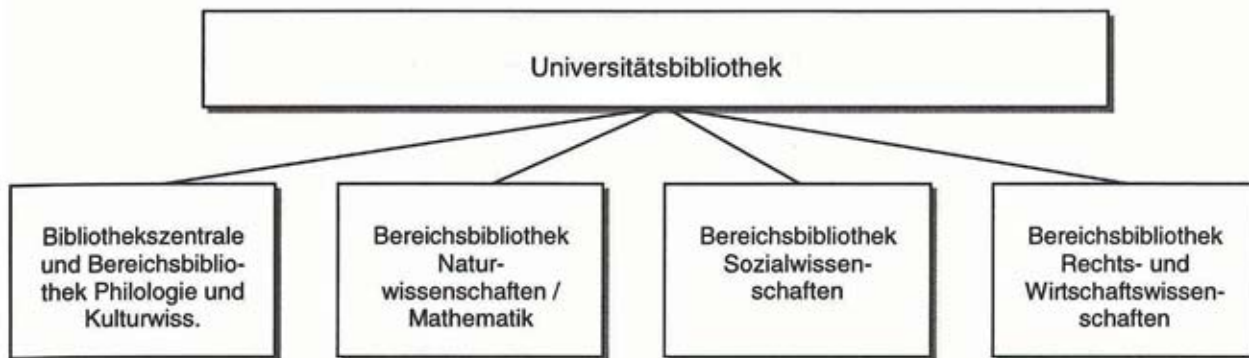 Universitätsbibliothek
Bibliothekszentrale
und Bereichsbiblio-
thek Philologie und
Kulturwiss.
Bereichsbibliothek
Natur-
wissenschaften /
Mathematik
Bereichsbibliothek
Sozialwissen-
schaften
Bereichsbibliothek
Rechts- und
Wirtschaftswissen-
schaften